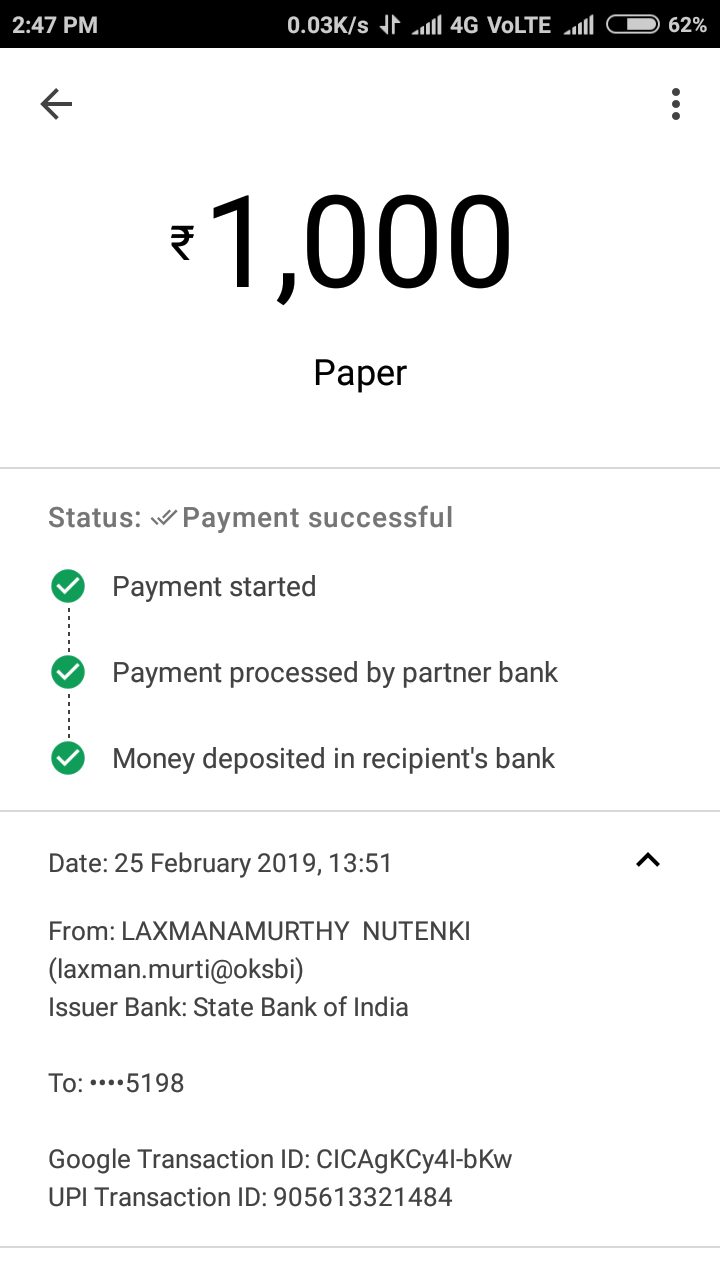 2:47 PM 0.03K/s 4G VoLTE 62%
₹1,000
Paper
Status: Payment successful
Payment started
Payment processed by partner bank
Money deposited in recipient's bank
Date: 25 February 2019, 13:51
From: LAXMANAMURTHY  NUTENKI
(laxman.murti@oksbi)
Issuer Bank: State Bank of India
To: ••••5198
Google Transaction ID: CICAgKCy4I-bKw
UPI Transaction ID: 905613321484